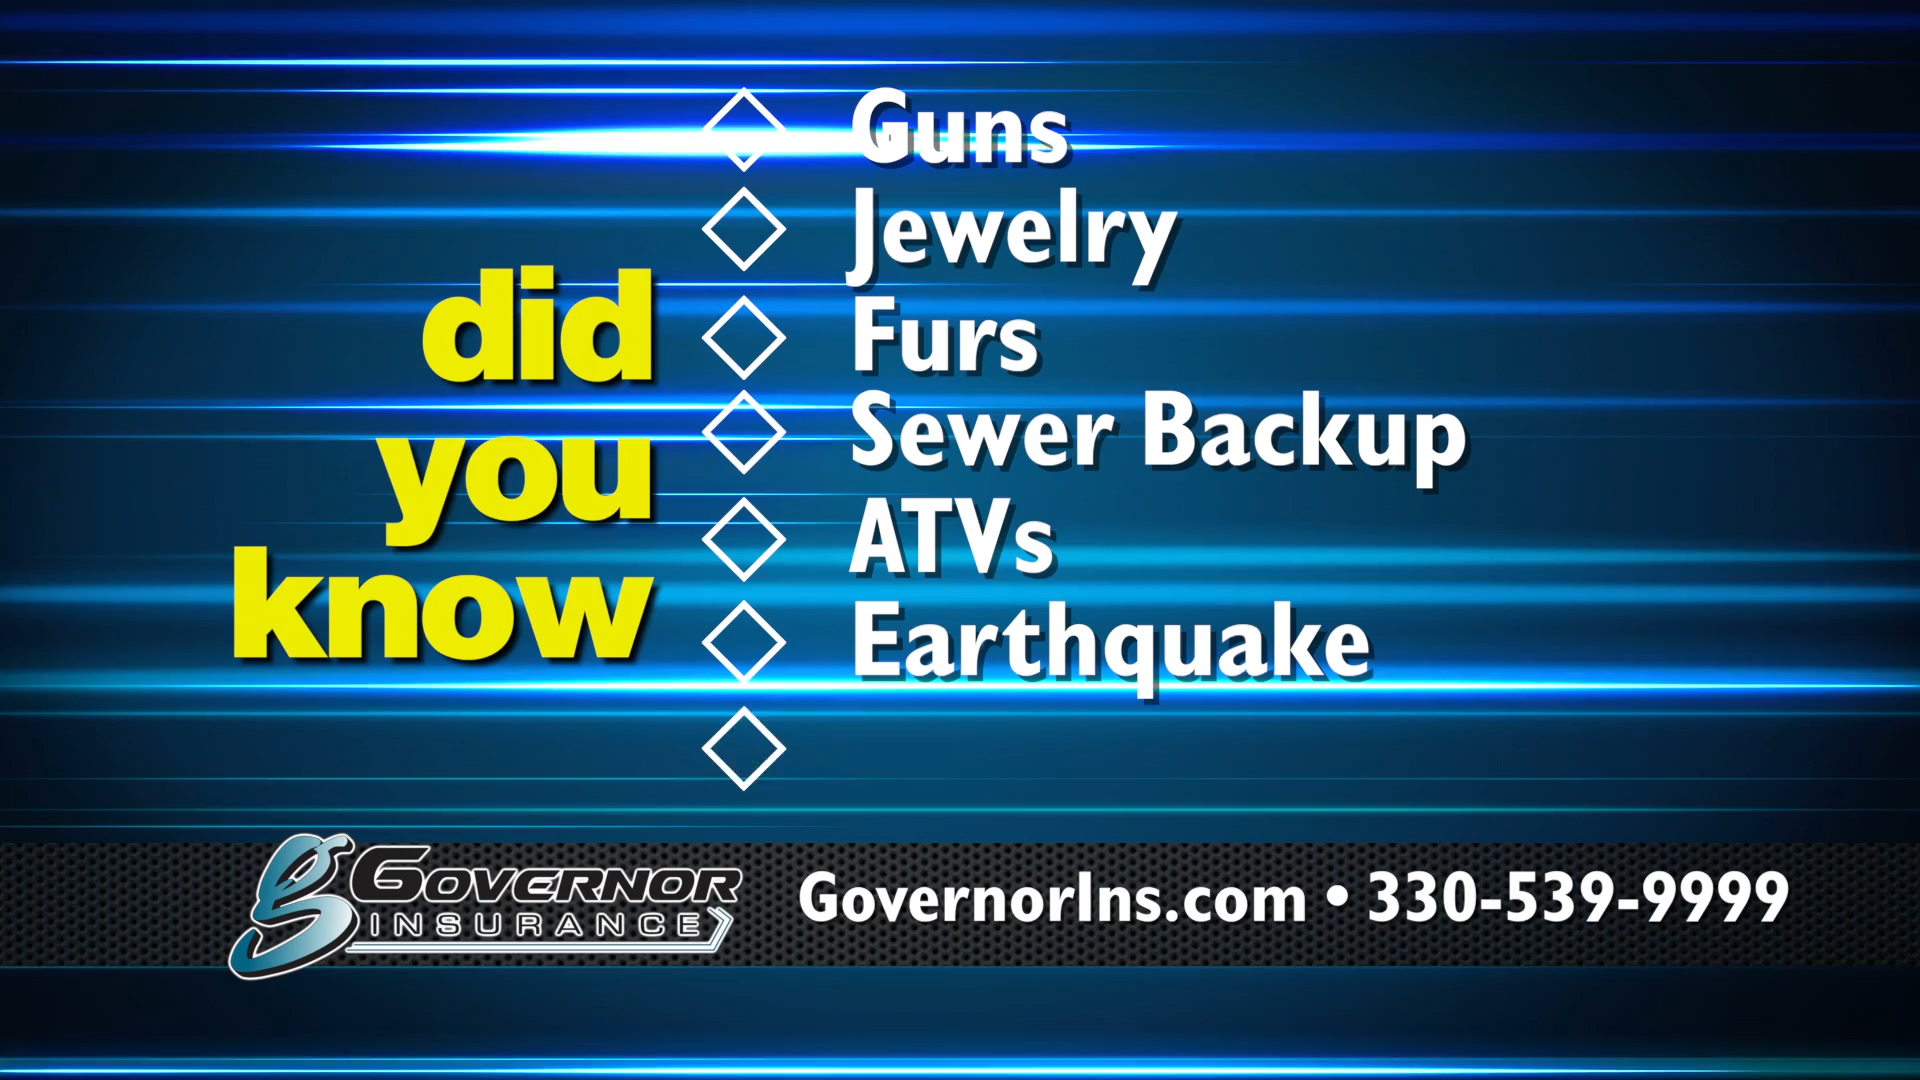 did
you
know
Guns
Jewelry
Furs
Sewer Backup
ATVs
Earthquake
g GOVERNOR
INSURANCE
GovernorIns.com • 330-539-9999